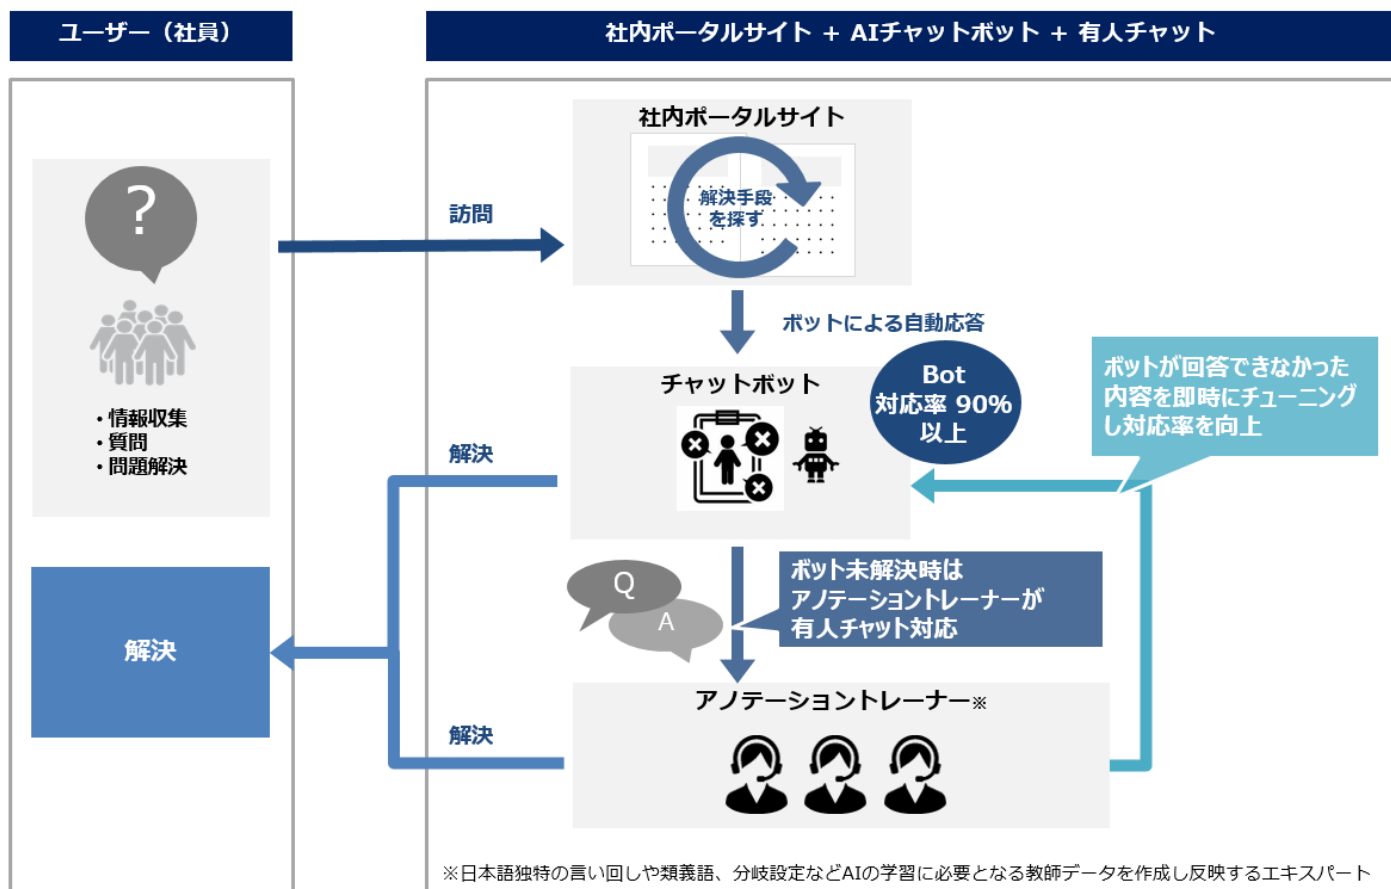 ユーザー（社員）
社内ポータルサイト + AIチャットボット + 有人チャット
?
・情報収集
・質問
・問題解決
訪問
社内ポータルサイト
解決手段
を探す
ボットによる自動応答
チャットボット
Bot
対応率 90%
以上
ボットが回答できなかった
内容を即時にチューニング
し対応率を向上
解決
Q
A
ボット未解決時は
アノテーショントレーナーが
有人チャット対応
解決
アノテーショントレーナー※
解決
※日本語独特の言い回しや類義語、分岐設定などAIの学習に必要となる教師データを作成し反映するエキスパート